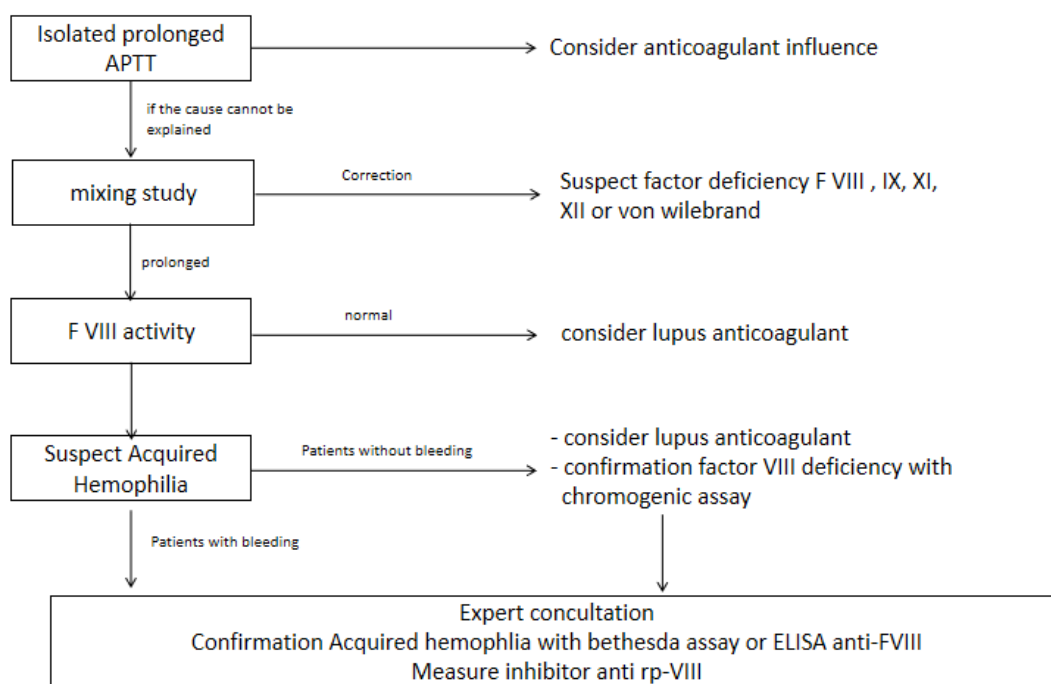 Isolated prolonged
APTT
Consider anticoagulant influence
if the cause cannot be
explained
mixing study
Correction
Suspect factor deficiency F VIII , IX, XI,
XII or von wilebrand
prolonged
F VIII activity
normal
consider lupus anticoagulant
Suspect Acquired
Hemophilia
Patients without bleeding
- consider lupus anticoagulant
- confirmation factor VIII deficiency with
chromogenic assay
Patients with bleeding
Expert concultation
Confirmation Acquired hemophlia with bethesda assay or ELISA anti-FVIII
Measure inhibitor anti rp-VIII